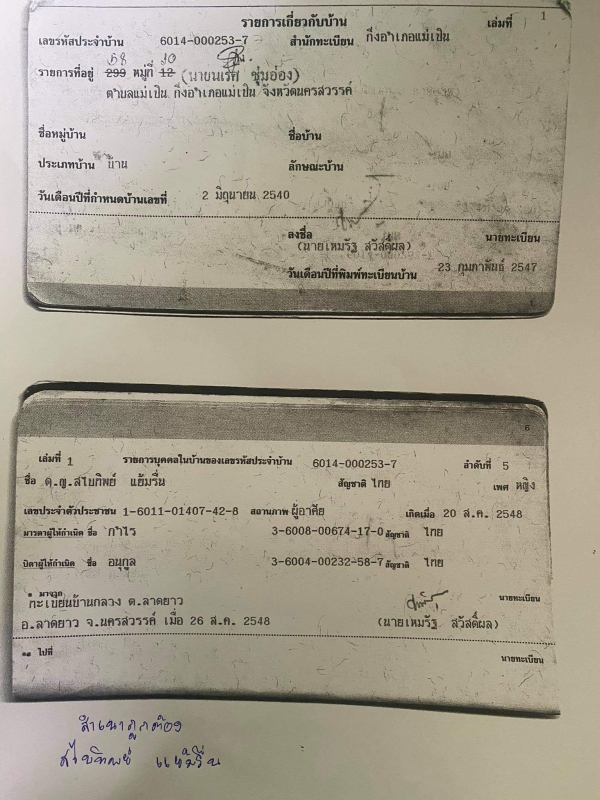 รายการเกี่ยวกับบ้าน เล่มที่ 1
เลขรหัสประจำบ้าน 6014-000253-7 สำนักทะเบียน กิ่งอำเภอแม่เปิน
58 10
รายการที่อยู่ 299 หมู่ที่ 12 (นายนเรศ ชุ่มอ่อง)
ตำบลแม่เปิน กิ่งอำเภอแม่เปิน จังหวัดนครสวรรค์
ชื่อหมู่บ้าน ชื่อบ้าน
ประเภทบ้าน บ้าน ลักษณะบ้าน
วันเดือนปีที่กำหนดบ้านเลขที่ 2 มิถุนายน 2540
ลงชื่อ นายทะเบียน
(นายเหมรัฐ สวัสดิ์ผล)
วันเดือนปีที่พิมพ์ทะเบียนบ้าน 23 กุมภาพันธ์ 2547
6
เล่มที่ 1 รายการบุคคลในบ้านของเลขรหัสประจำบ้าน 6014-000253-7 ลำดับที่ 5
ชื่อ ด.ญ.สไบทิพย์ แย้มรื่น สัญชาติ ไทย เพศ หญิง
เลขประจำตัวประชาชน 1-6011-01407-42-8 สถานภาพ ผู้อาศัย เกิดเมื่อ 20 ส.ค. 2548
มารดาผู้ให้กำเนิด ชื่อ กำไร 3-6008-00674-17-0 สัญชาติ ไทย
บิดาผู้ให้กำเนิด ชื่อ อนุกูล 3-6004-00232-58-7 สัญชาติ ไทย
* มาจาก
ทะเบียนบ้านกลาง ต.ลาดยาว นายทะเบียน
อ.ลาดยาว จ.นครสวรรค์ เมื่อ 26 ส.ค. 2548 (นายเหมรัฐ สวัสดิ์ผล)
** ไปที่ นายทะเบียน
สำเนาถูกต้อง
สไบทิพย์ แย้มรื่น